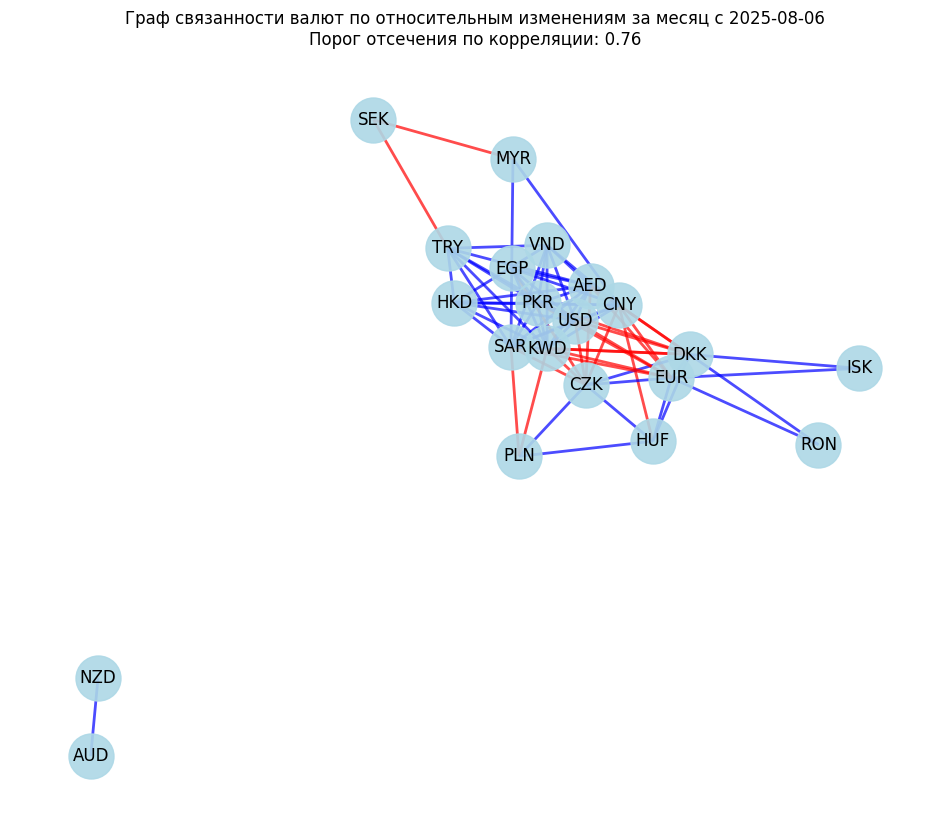 Граф связанности валют по относительным изменениям за месяц с 2025-08-06
Порог отсечения по корреляции: 0.76
SEK
MYR
TRY
VND
EGP
AED
HKD
PKR
CNY
USD
SAR
KWD
DKK
ISK
EUR
CZK
HUF
RON
PLN
NZD
AUD